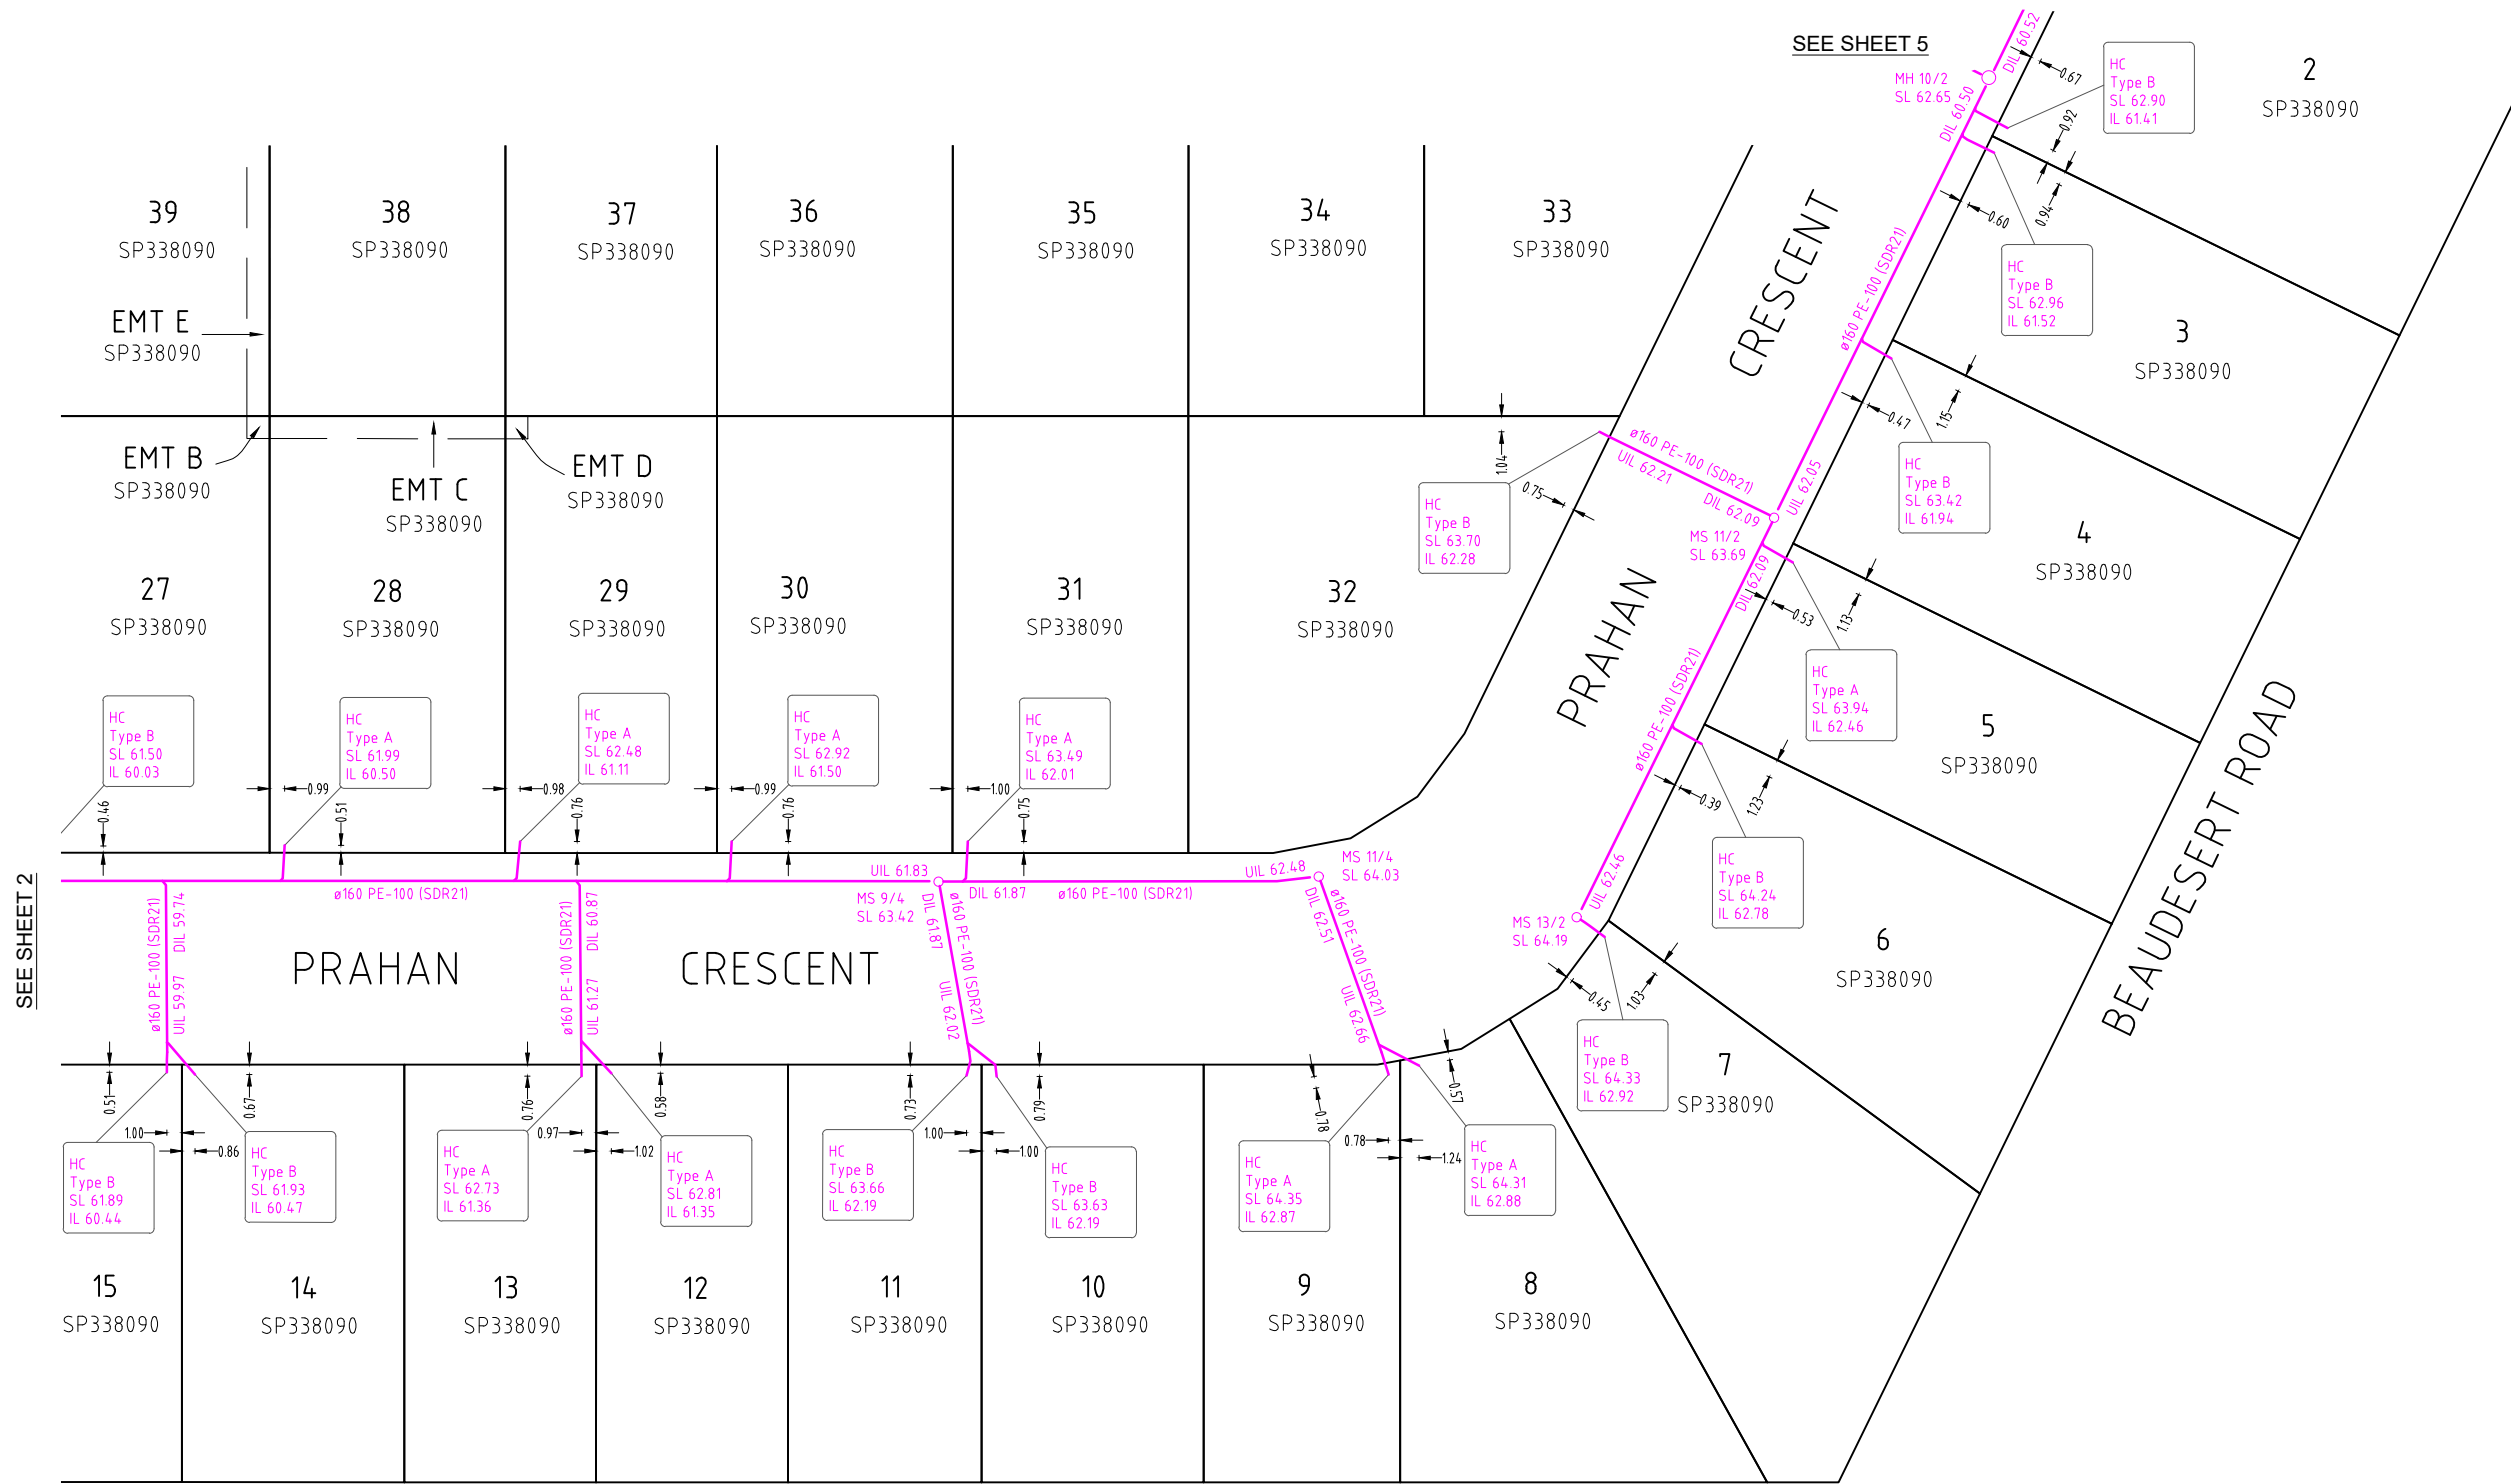 SEE SHEET 5
MH 10/2
SL 62.65
DIL 60.52
DIL 60.50
0.67
HC
Type B
SL 62.90
IL 61.41
2
SP338090
0.92
0.94
0.60
HC
Type B
SL 62.96
IL 61.52
39
SP338090
38
SP338090
37
SP338090
36
SP338090
35
SP338090
34
SP338090
33
SP338090
CRESCENT
ø160 PE-100 (SDR21)
3
SP338090
EMT E
SP338090
EMT B
SP338090
EMT C
SP338090
EMT D
SP338090
1.04
0.75
ø160 PE-100 (SDR21)
UIL 62.21
DIL 62.09
UIL 62.05
0.47
1.15
HC
Type B
SL 63.42
IL 61.94
HC
Type B
SL 63.70
IL 62.28
MS 11/2
SL 63.69
DIL 62.09
4
SP338090
27
SP338090
28
SP338090
29
SP338090
30
SP338090
31
SP338090
32
SP338090
PRAHAN
0.53
1.13
HC
Type A
SL 63.94
IL 62.46
ø160 PE-100 (SDR21)
5
SP338090
BEAUDESERT ROAD
HC
Type B
SL 61.50
IL 60.03
HC
Type A
SL 61.99
IL 60.50
HC
Type A
SL 62.48
IL 61.11
HC
Type A
SL 62.92
IL 61.50
HC
Type A
SL 63.49
IL 62.01
0.46
0.99
0.51
0.98
0.76
0.99
0.76
1.00
0.75
0.39
1.23
HC
Type B
SL 64.24
IL 62.78
SEE SHEET 2
ø160 PE-100 (SDR21)
UIL 61.83
MS 9/4
SL 63.42
DIL 61.87
ø160 PE-100 (SDR21)
UIL 62.48
MS 11/4
SL 64.03
UIL 62.46
MS 13/2
SL 64.19
ø160 PE-100 (SDR21)
DIL 59.74
UIL 59.97
PRAHAN
ø160 PE-100 (SDR21)
DIL 60.87
UIL 61.27
CRESCENT
DIL 61.87
ø160 PE-100 (SDR21)
UIL 62.02
DIL 62.51
ø160 PE-100 (SDR21)
UIL 62.66
6
SP338090
0.45
1.03
HC
Type B
SL 64.33
IL 62.92
7
SP338090
0.51
1.00
0.67
0.86
0.76
0.97
0.58
1.02
0.73
1.00
0.79
1.00
0.78
0.78
0.57
1.24
HC
Type B
SL 61.89
IL 60.44
HC
Type B
SL 61.93
IL 60.47
HC
Type A
SL 62.73
IL 61.36
HC
Type A
SL 62.81
IL 61.35
HC
Type B
SL 63.66
IL 62.19
HC
Type B
SL 63.63
IL 62.19
HC
Type A
SL 64.35
IL 62.87
HC
Type A
SL 64.31
IL 62.88
15
SP338090
14
SP338090
13
SP338090
12
SP338090
11
SP338090
10
SP338090
9
SP338090
8
SP338090